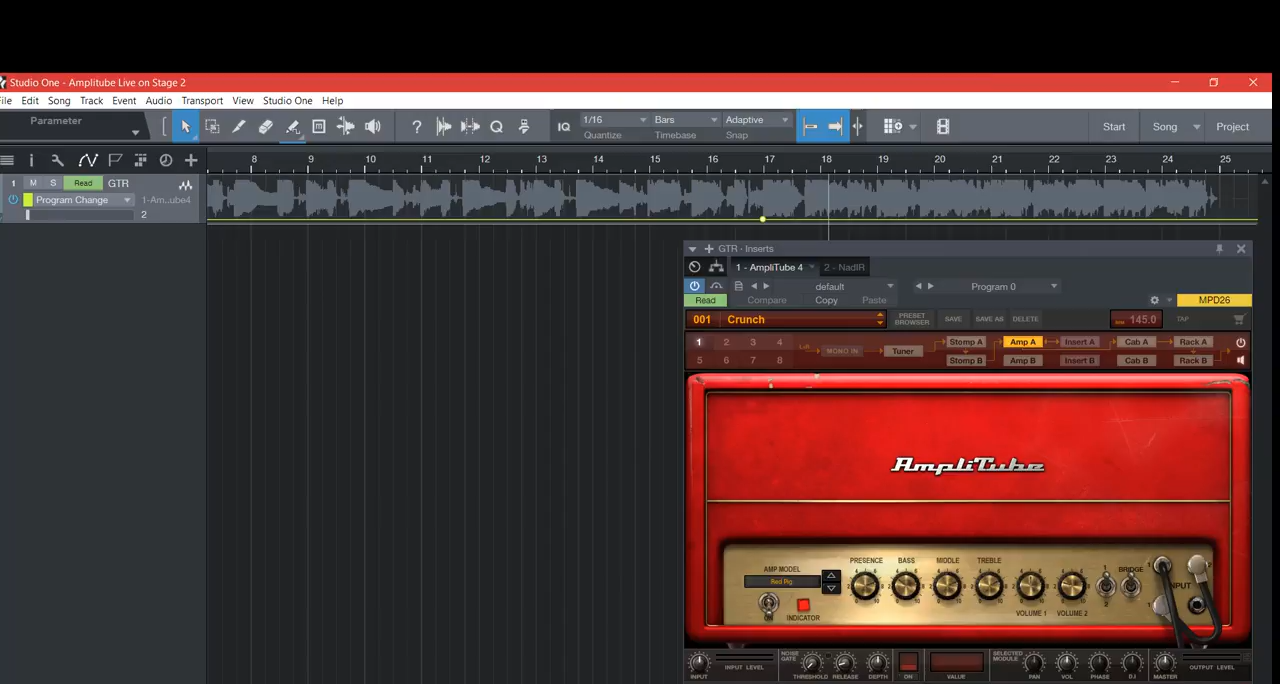 Studio One - Amplitube Live on Stage 2
File Edit Song Track Event Audio Transport View Studio One Help
Parameter
IQ 1/16 Bars Adaptive
Quantize Timebase Snap
Start Song Project
8 9 10 11 12 13 14 15 16 17 18 19 20 21 22 23 24 25
1 M S Read GTR
Program Change 1-Am..ube4
2
GTR - Inserts
1 - AmpliTube 4 2 - NadIR
default Program 0
Read Compare Copy Paste MPD26
001 Crunch PRESET BROWSER SAVE SAVE AS DELETE 145.0 TAP
1 2 3 4 MONO IN Tuner Stomp A Amp A Insert A Cab A Rack A
5 6 7 8 Stomp B Amp B Insert B Cab B Rack B
AmpliTube
AMP MODEL PRESENCE BASS MIDDLE TREBLE BRIDGE
Red Pig
INPUT
INDICATOR VOLUME 1 VOLUME 2
INPUT INPUT LEVEL NOISE GATE THRESHOLD RELEASE DEPTH ON VALUE SELECTED MODULE PAN VOL PHASE MASTER OUTPUT LEVEL